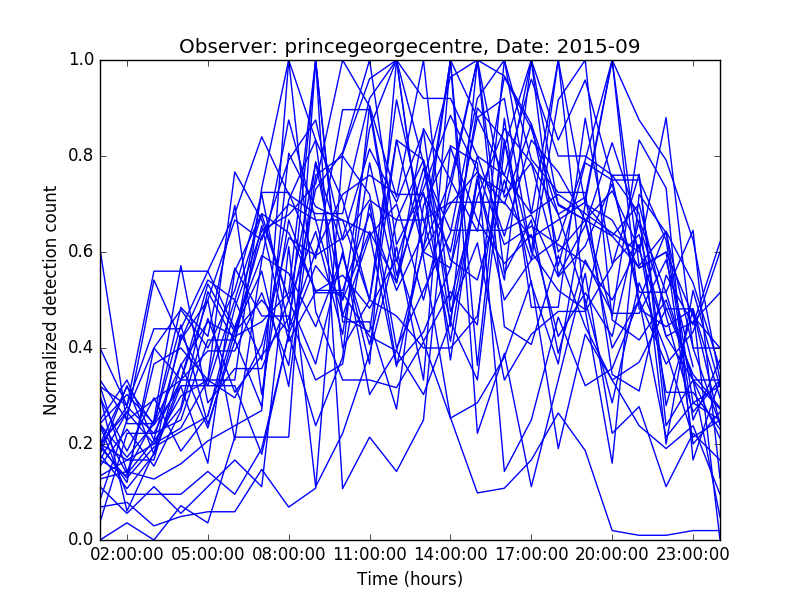 Observer: princegeorgecentre, Date: 2015-09
1.0
0.8
0.6
0.4
0.2
0.0
Normalized detection count
02:00:00 05:00:00 08:00:00 11:00:00 14:00:00 17:00:00 20:00:00 23:00:00
Time (hours)